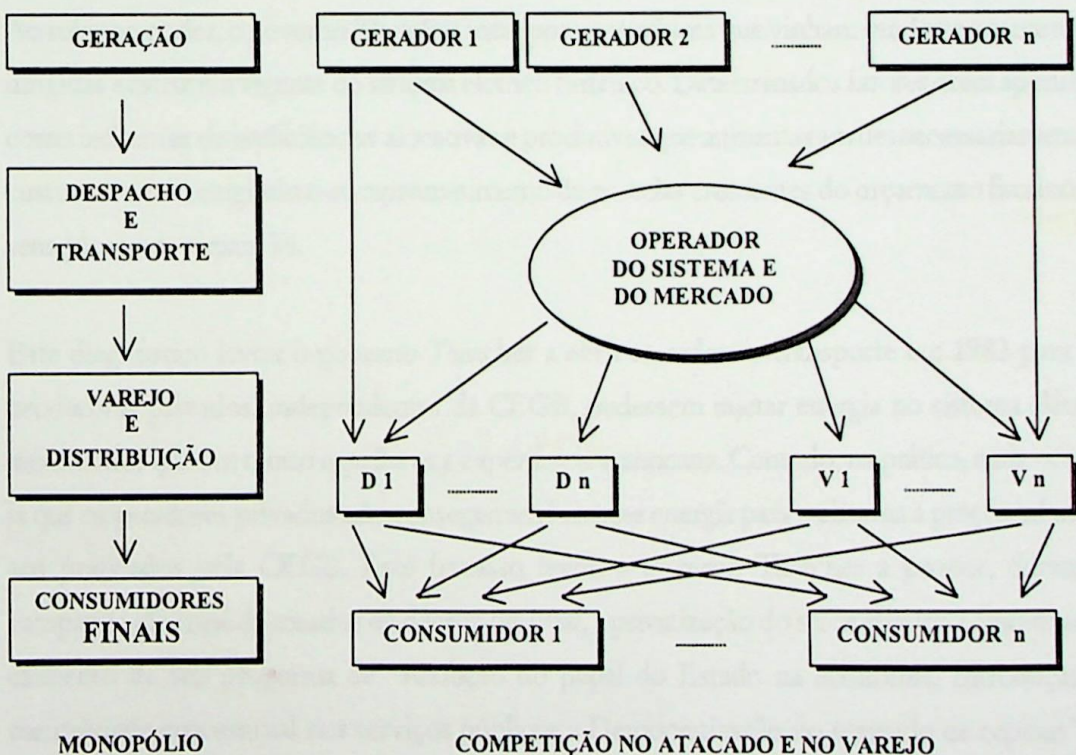 GERAÇÃO
GERADOR 1
GERADOR 2
GERADOR n
DESPACHO
E
TRANSPORTE
OPERADOR
DO SISTEMA E
DO MERCADO
VAREJO
E
DISTRIBUIÇÃO
D 1
D n
V 1
V n
CONSUMIDORES
FINAIS
CONSUMIDOR 1
CONSUMIDOR n
MONOPÓLIO
COMPETIÇÃO NO ATACADO E NO VAREJO